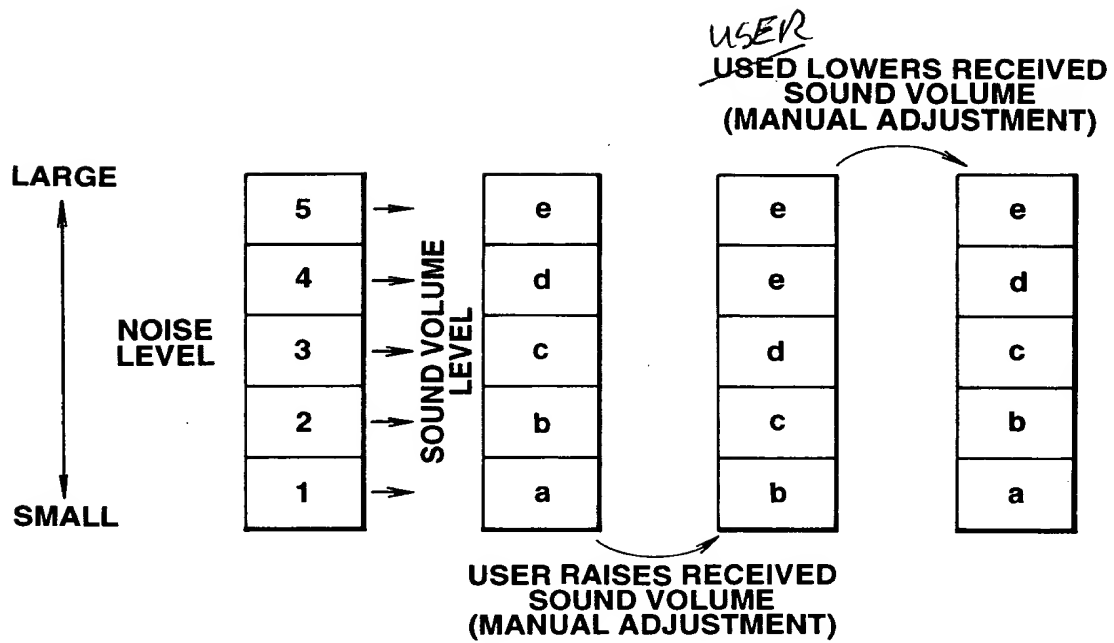 USER
USED LOWERS RECEIVED
SOUND VOLUME
(MANUAL ADJUSTMENT)
LARGE
SMALL
NOISE
LEVEL
5
4
3
2
1
SOUND VOLUME
LEVEL
e
d
c
b
a
e
e
d
c
b
e
d
c
b
a
USER RAISES RECEIVED
SOUND VOLUME
(MANUAL ADJUSTMENT)